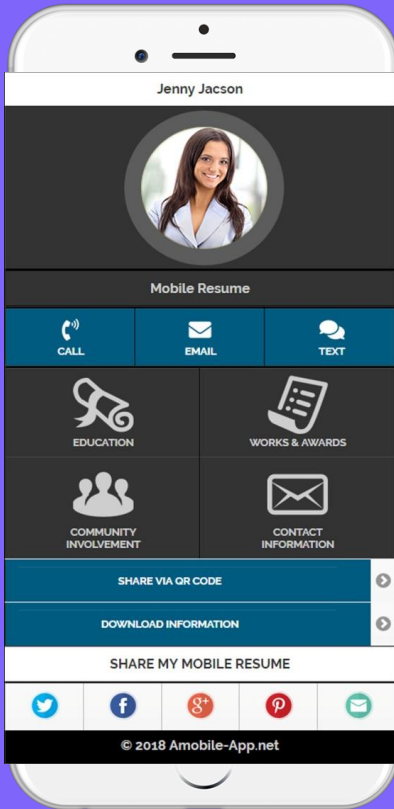 Jenny Jacson
Mobile Resume
CALL
EMAIL
TEXT
EDUCATION
WORKS & AWARDS
COMMUNITY
INVOLVEMENT
CONTACT
INFORMATION
SHARE VIA QR CODE
DOWNLOAD INFORMATION
SHARE MY MOBILE RESUME
f
g+
© 2018 Amobile-App.net